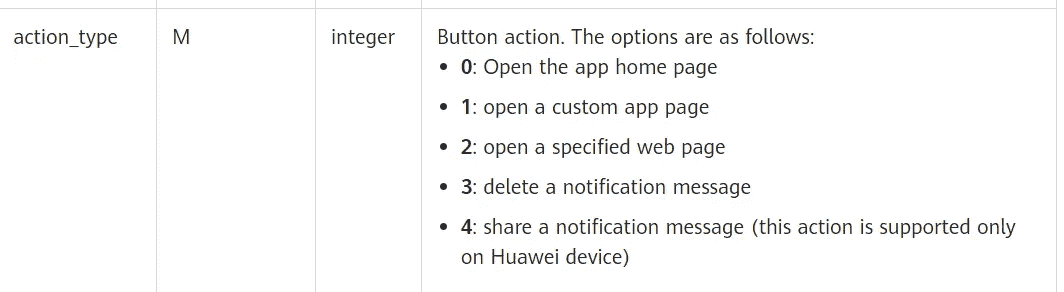 action_type M integer Button action. The options are as follows:
• 0: Open the app home page
• 1: open a custom app page
• 2: open a specified web page
• 3: delete a notification message
• 4: share a notification message (this action is supported only
on Huawei device)